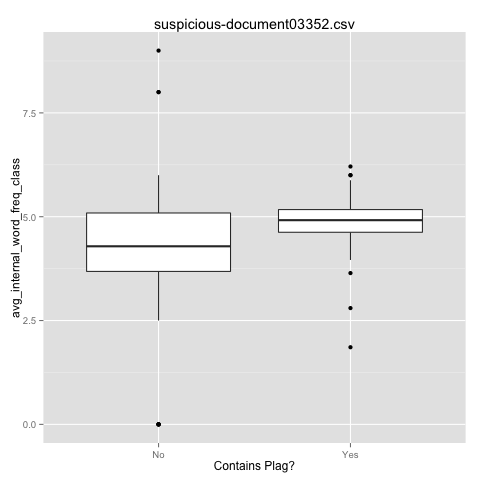 suspicious-document03352.csv
avg_internal_word_freq_class
7.5
5.0
2.5
0.0
No
Yes
Contains Plag?